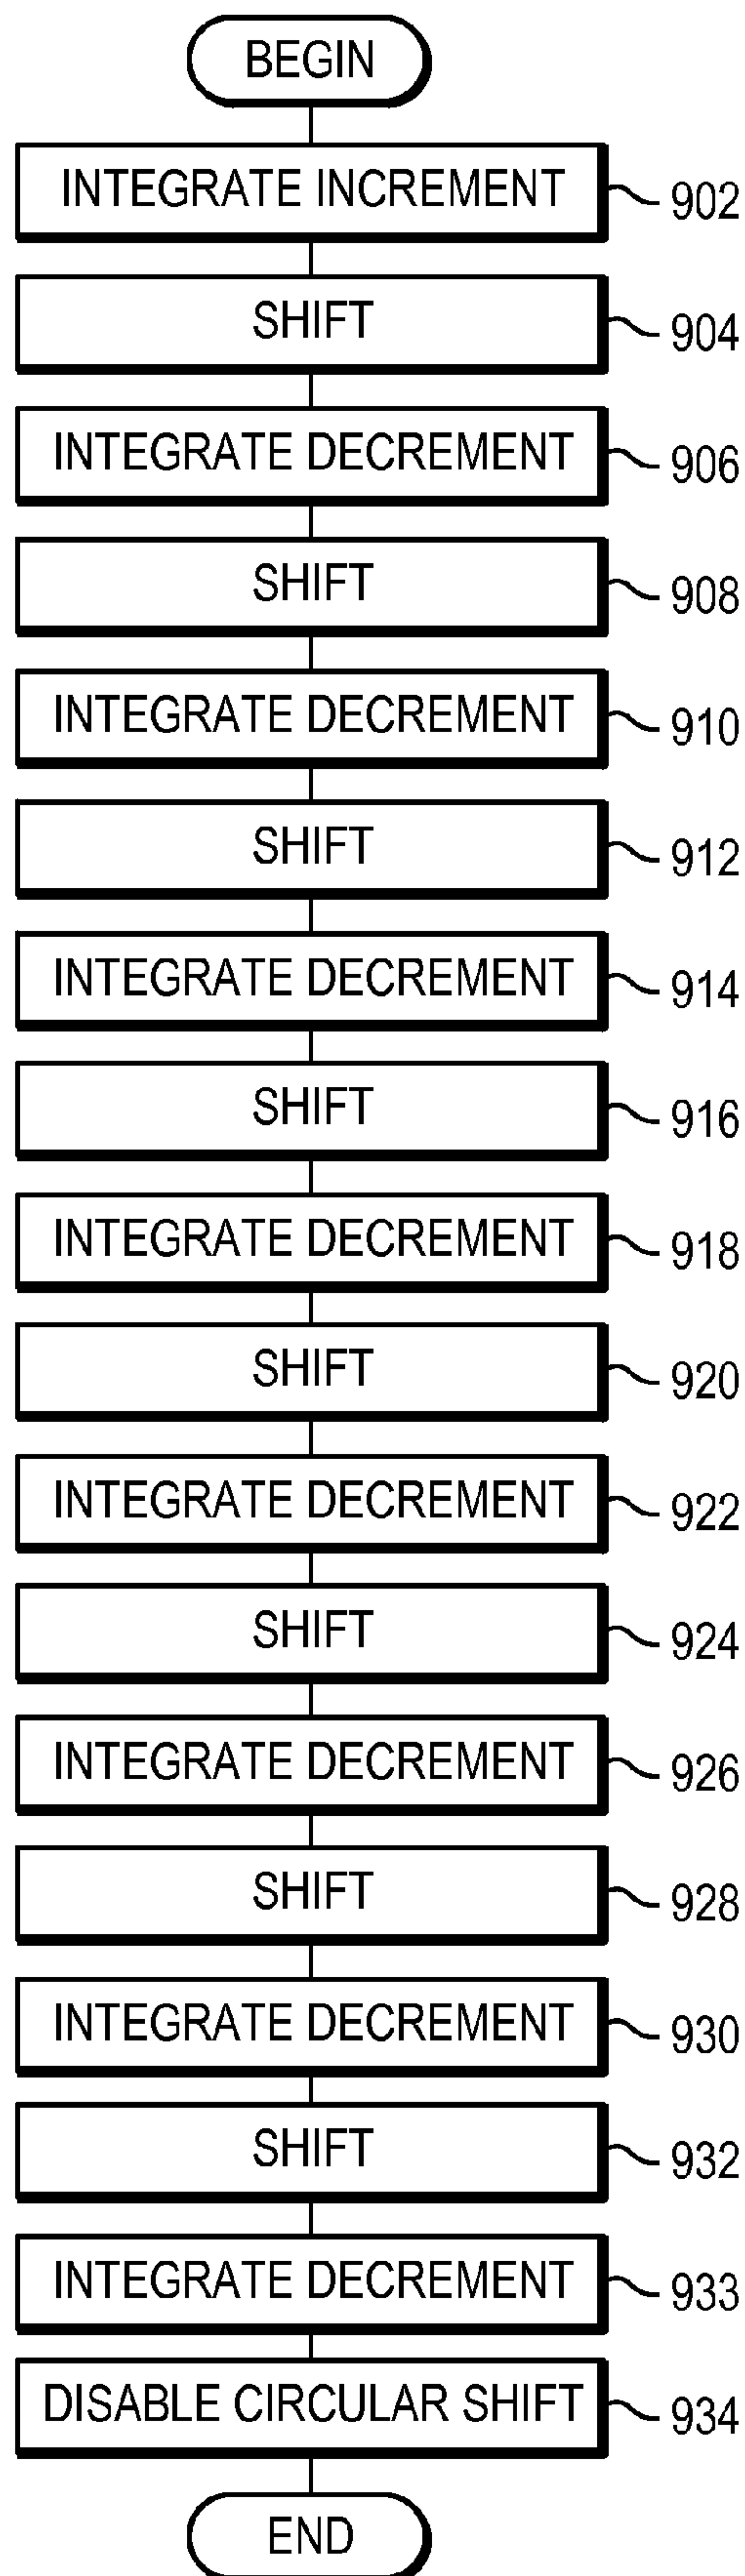 BEGIN
INTEGRATE INCREMENT 902
SHIFT 904
INTEGRATE DECREMENT 906
SHIFT 908
INTEGRATE DECREMENT 910
SHIFT 912
INTEGRATE DECREMENT 914
SHIFT 916
INTEGRATE DECREMENT 918
SHIFT 920
INTEGRATE DECREMENT 922
SHIFT 924
INTEGRATE DECREMENT 926
SHIFT 928
INTEGRATE DECREMENT 930
SHIFT 932
INTEGRATE DECREMENT 933
DISABLE CIRCULAR SHIFT 934
END